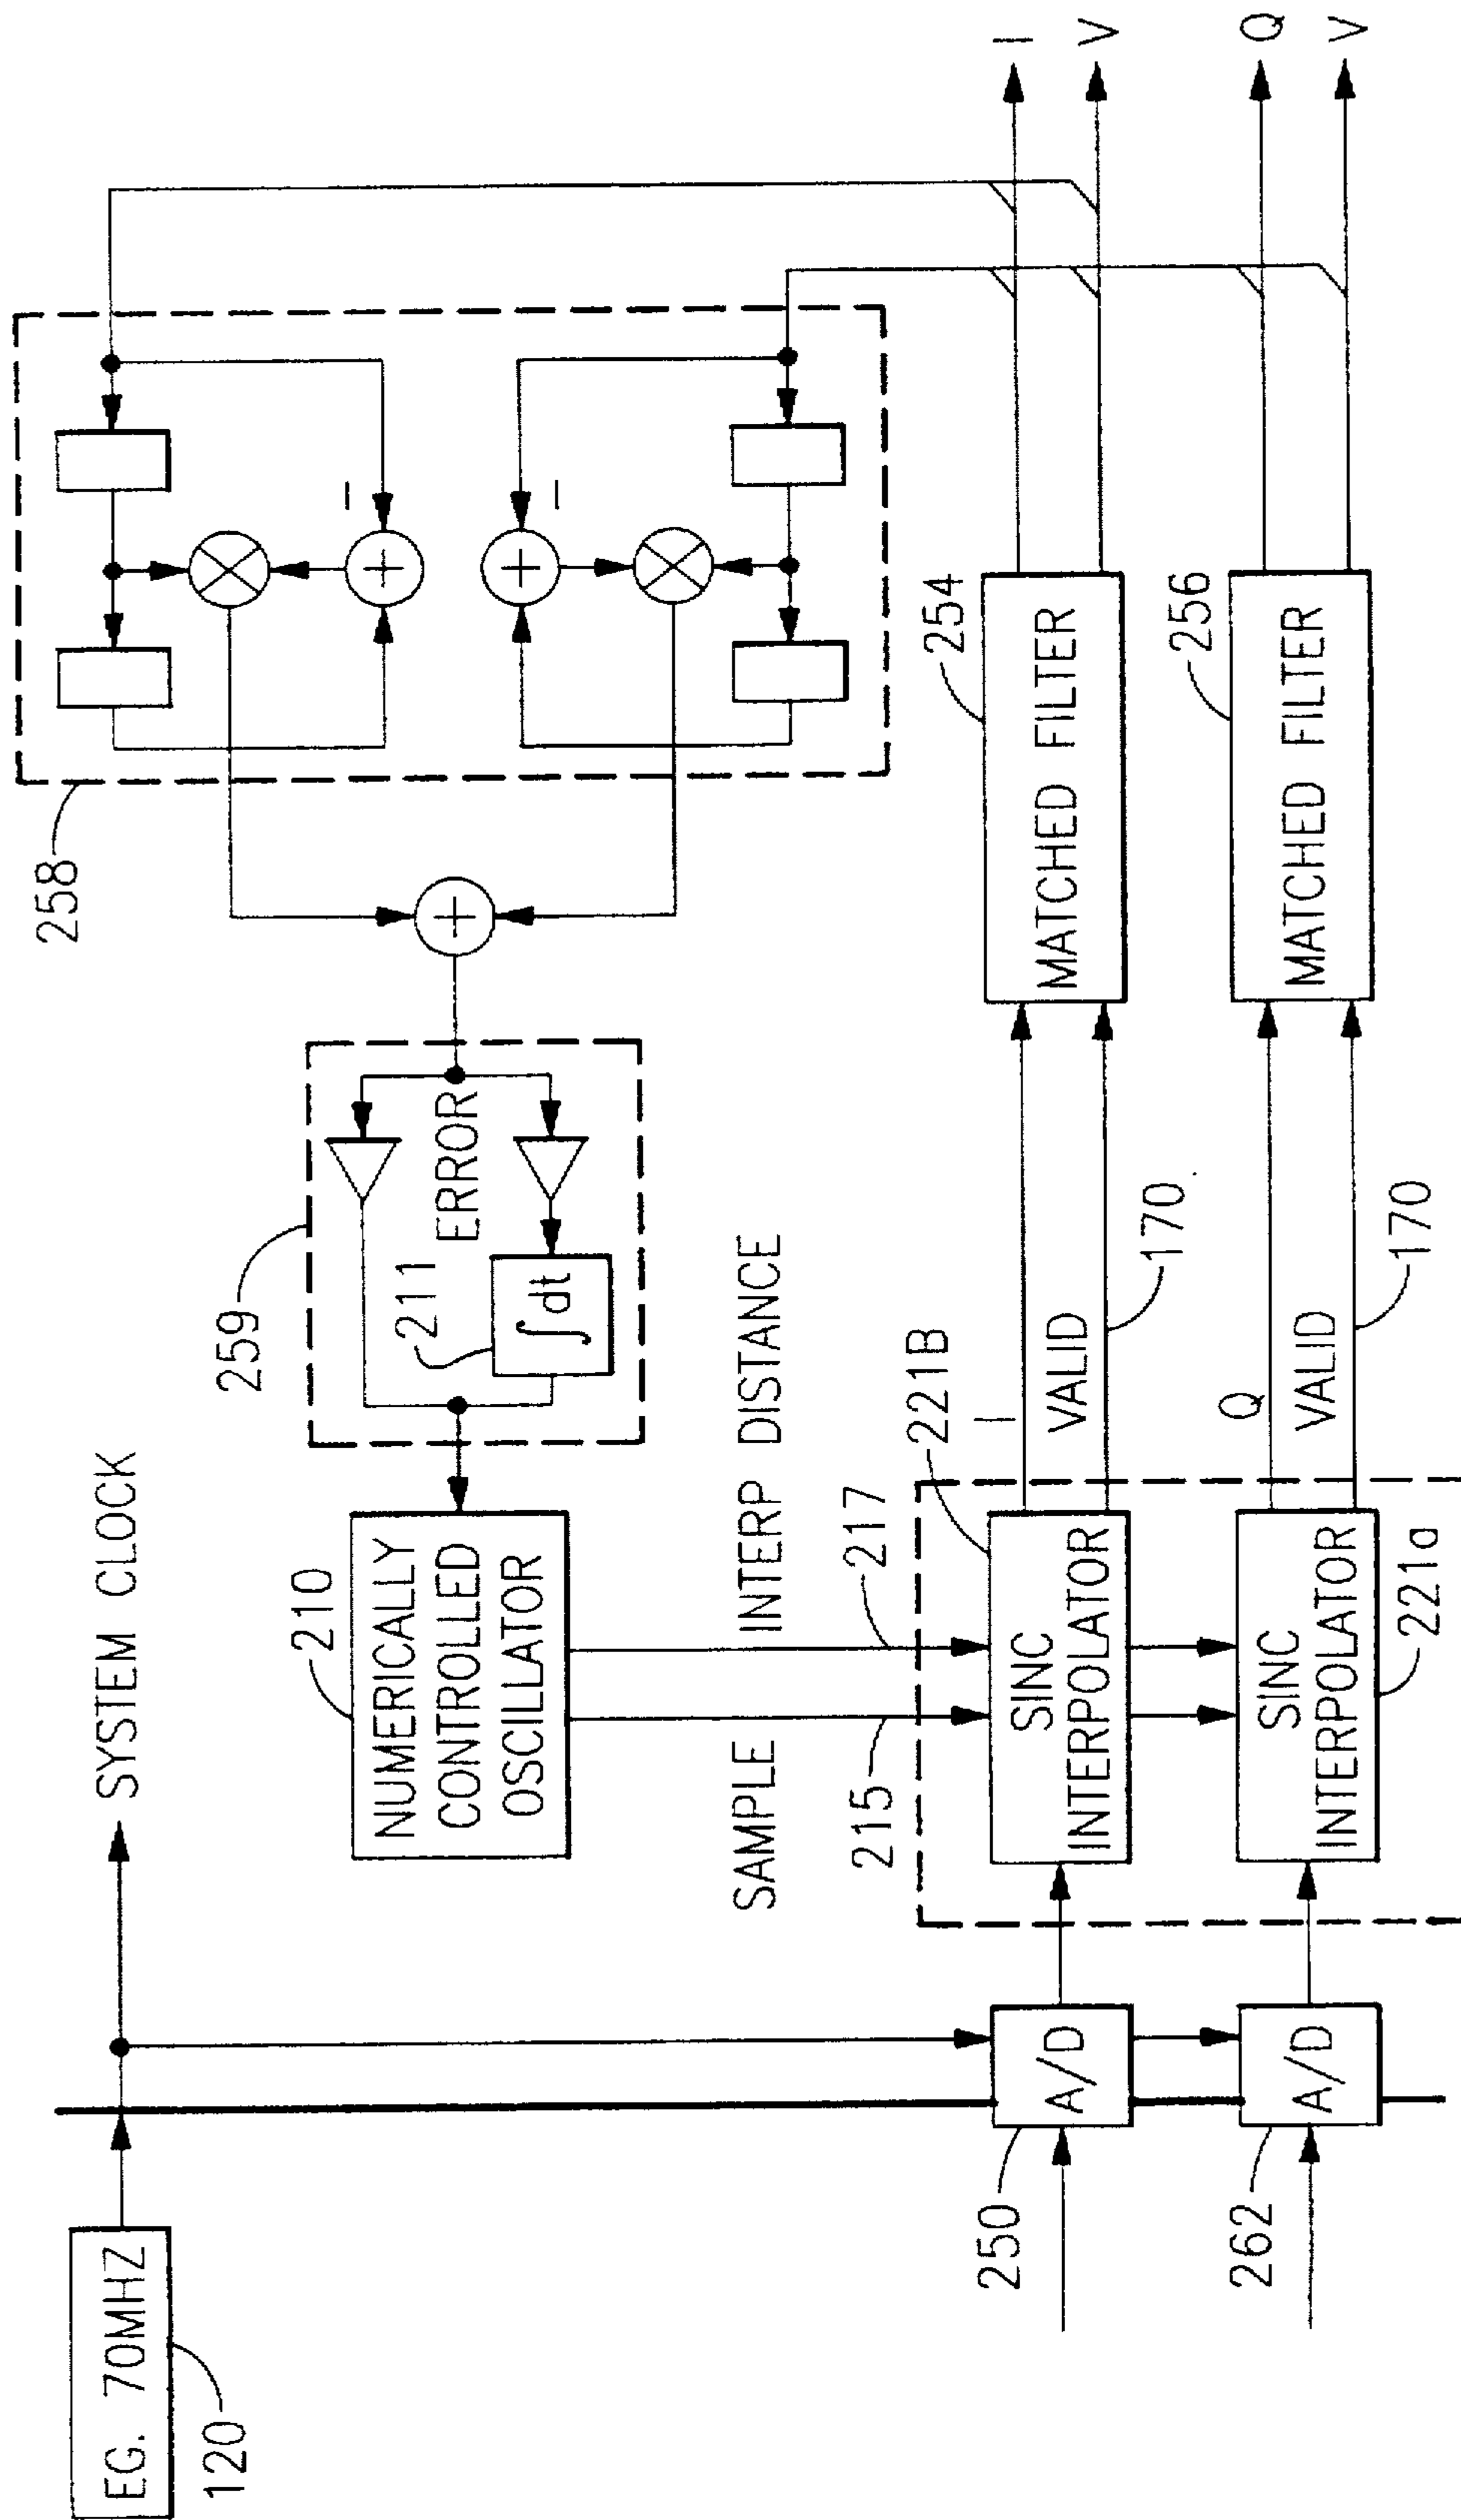 EG. 70MHZ
120
SYSTEM CLOCK
258
259
211
ERROR
∫dt
210
NUMERICALLY
CONTROLLED
OSCILLATOR
SAMPLE
INTERP DISTANCE
215
217
221B
250
A/D
SINC
INTERPOLATOR
I
VALID
170
254
MATCHED FILTER
I
V
262
A/D
SINC
INTERPOLATOR
221a
Q
VALID
170
256
MATCHED FILTER
Q
V